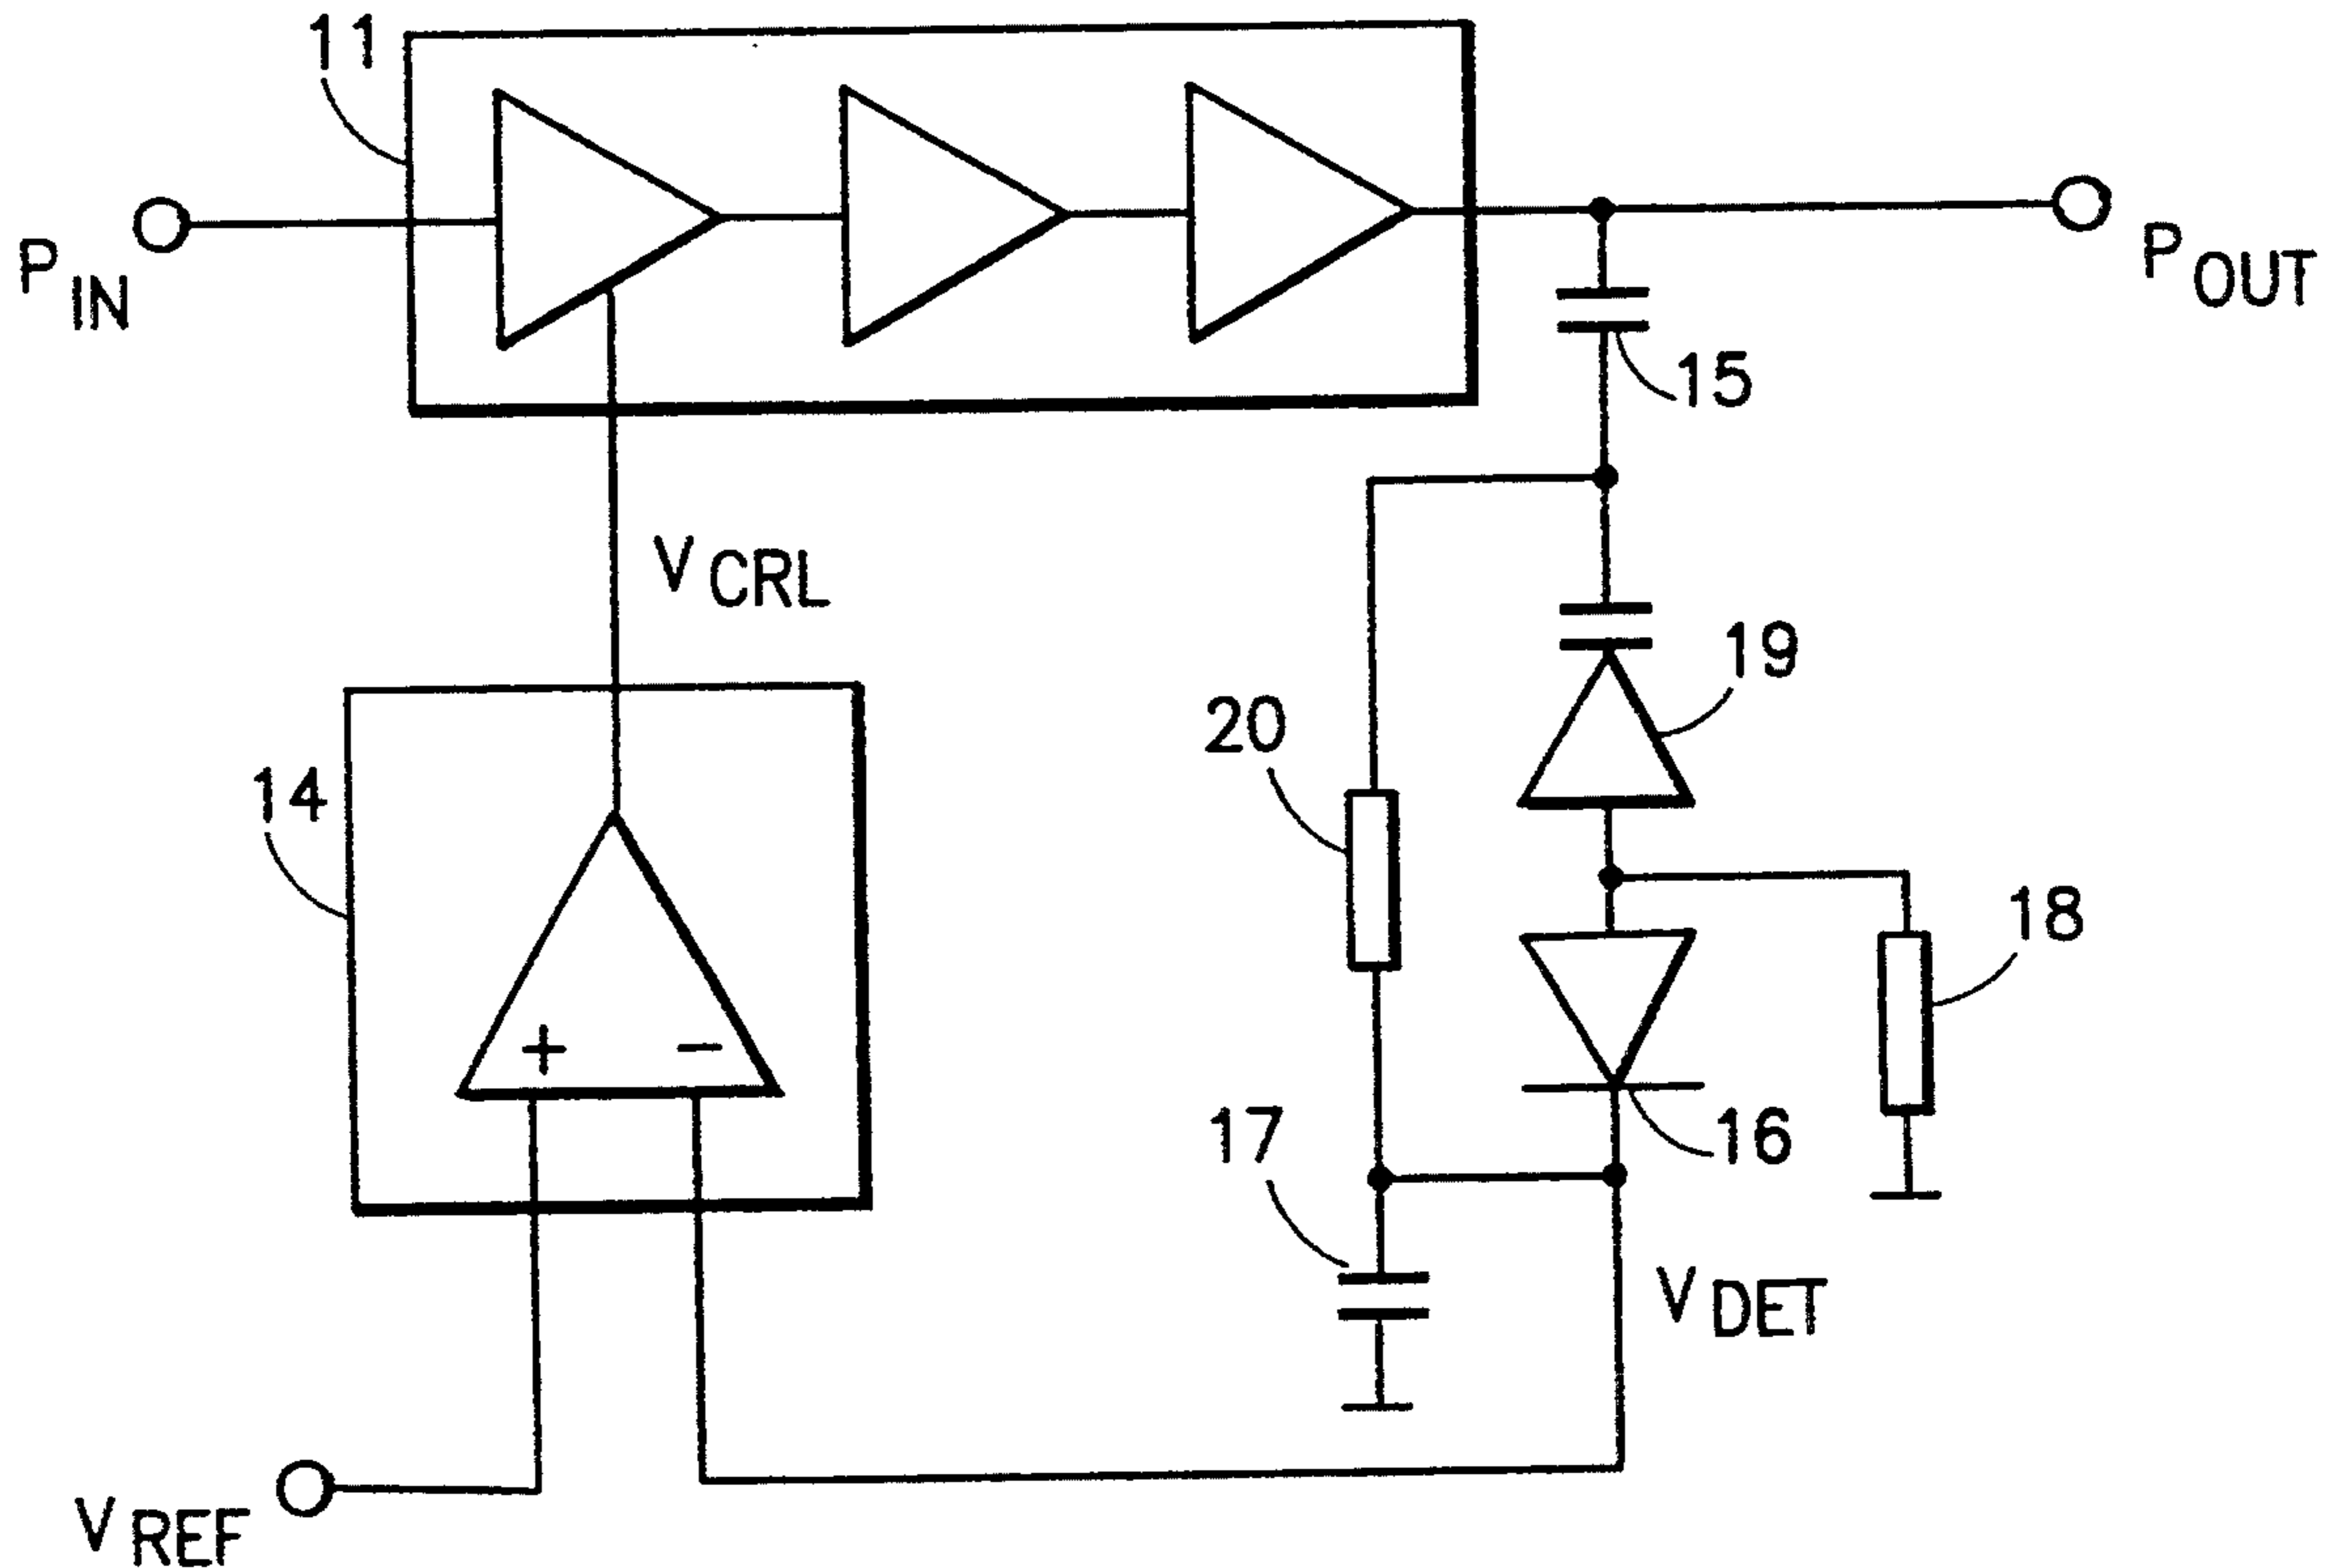 11
P IN
P OUT
15
V CRL
19
20
14
18
+ −
17
16
V DET
V REF